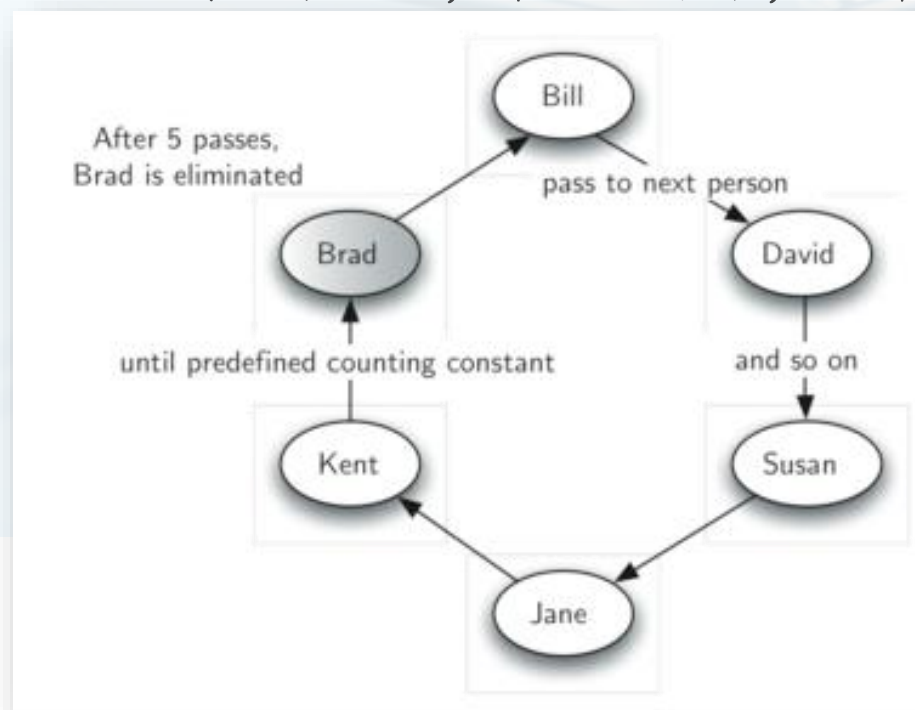 Bill
After 5 passes,
Brad is eliminated
pass to next person
Brad
David
until predefined counting constant
and so on
Kent
Susan
Jane